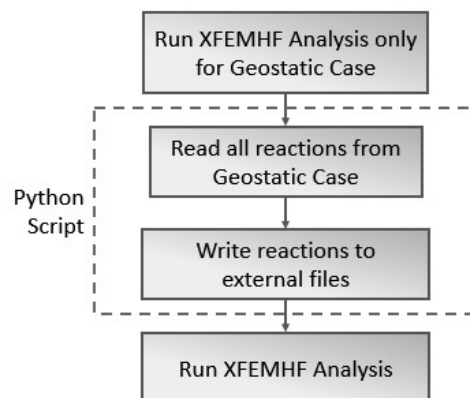 Run XFEMHF Analysis only
for Geostatic Case
Read all reactions from
Geostatic Case
Python
Script
Write reactions to
external files
Run XFEMHF Analysis